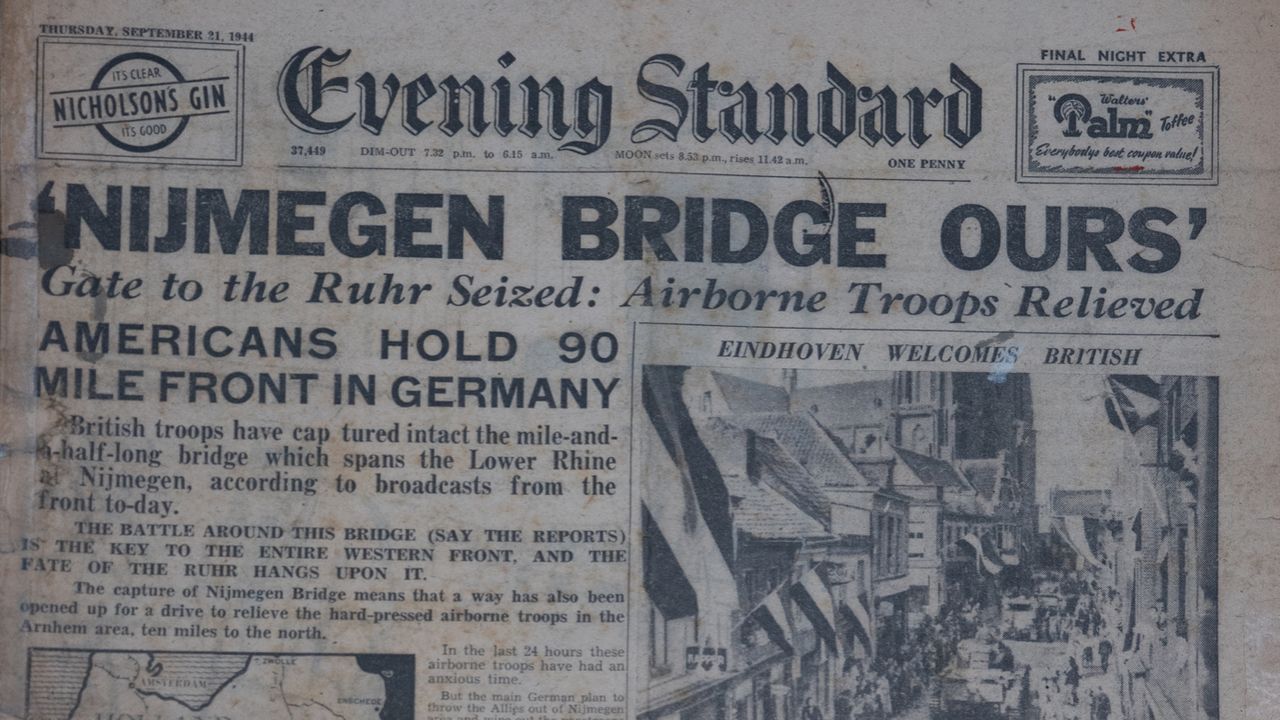 THURSDAY, SEPTEMBER 21, 1944
IT'S CLEAR
NICHOLSON'S GIN
IT'S GOOD
Evening Standard
FINAL NIGHT EXTRA
"Walters'
Palm" Toffee
Everybodys best coupon value!
37,449 DIM-OUT 7.32 p.m. to 6.15 a.m. MOON sets 8.53 p.m., rises 11.42 a.m. ONE PENNY
'NIJMEGEN BRIDGE OURS'
Gate to the Ruhr Seized: Airborne Troops Relieved
AMERICANS HOLD 90
MILE FRONT IN GERMANY
British troops have cap tured intact the mile-and-
a-half-long bridge which spans the Lower Rhine
at Nijmegen, according to broadcasts from the
front to-day.
THE BATTLE AROUND THIS BRIDGE (SAY THE REPORTS)
IS THE KEY TO THE ENTIRE WESTERN FRONT, AND THE
FATE OF THE RUHR HANGS UPON IT.
The capture of Nijmegen Bridge means that a way has also been
opened up for a drive to relieve the hard-pressed airborne troops in the
Arnhem area, ten miles to the north.
ZWOLLE
AMSTERDAM
ENSCHEDE
HOLLAND
In the last 24 hours these
airborne troops have had an
anxious time.
But the main German plan to
throw the Allies out of Nijmegen
EINDHOVEN WELCOMES BRITISH